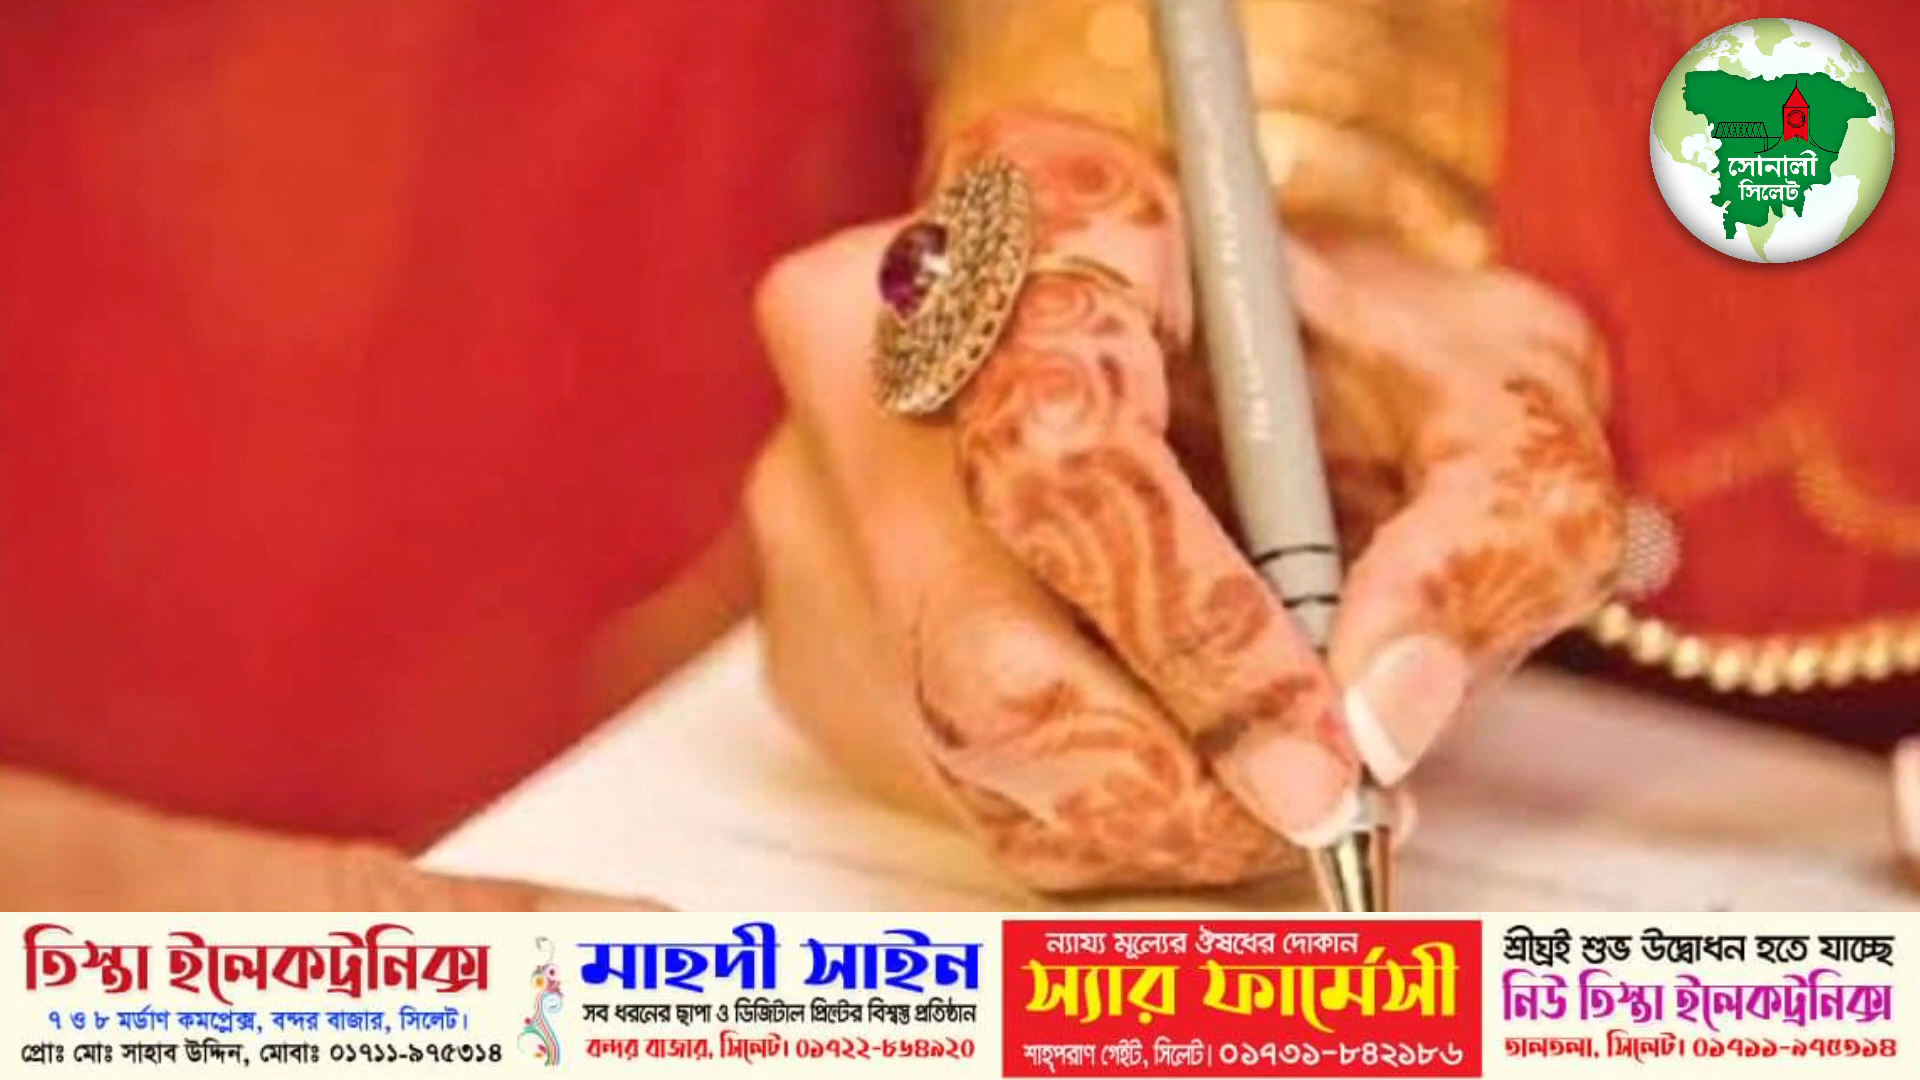 সোনালী
সিলেট
তিস্তা ইলেকট্রনিক্স
৭ ও ৮ মর্ডাণ কমপ্লেক্স, বন্দর বাজার, সিলেট।
প্রোঃ মোঃ সাহাব উদ্দিন, মোবাঃ ০১৭১১-৯৭৫৩১৪
মাহদী সাইন
সব ধরনের ছাপা ও ডিজিটাল প্রিন্টের বিশ্বস্ত প্রতিষ্ঠান
বন্দর বাজার, সিলেট। ০১৭২২-৮৬৪৯২০
ন্যায্য মূল্যের ঔষধের দোকান
স্যার ফার্মেসী
শাহ্পরাণ গেইট, সিলেট। ০১৭৩১-৮৪২১৮৬
শ্রীঘ্রই শুভ উদ্বোধন হতে যাচ্ছে
নিউ তিস্তা ইলেকট্রনিক্স
তালতলা, সিলেট। ০১৭১১-৯৭৫৩১৪